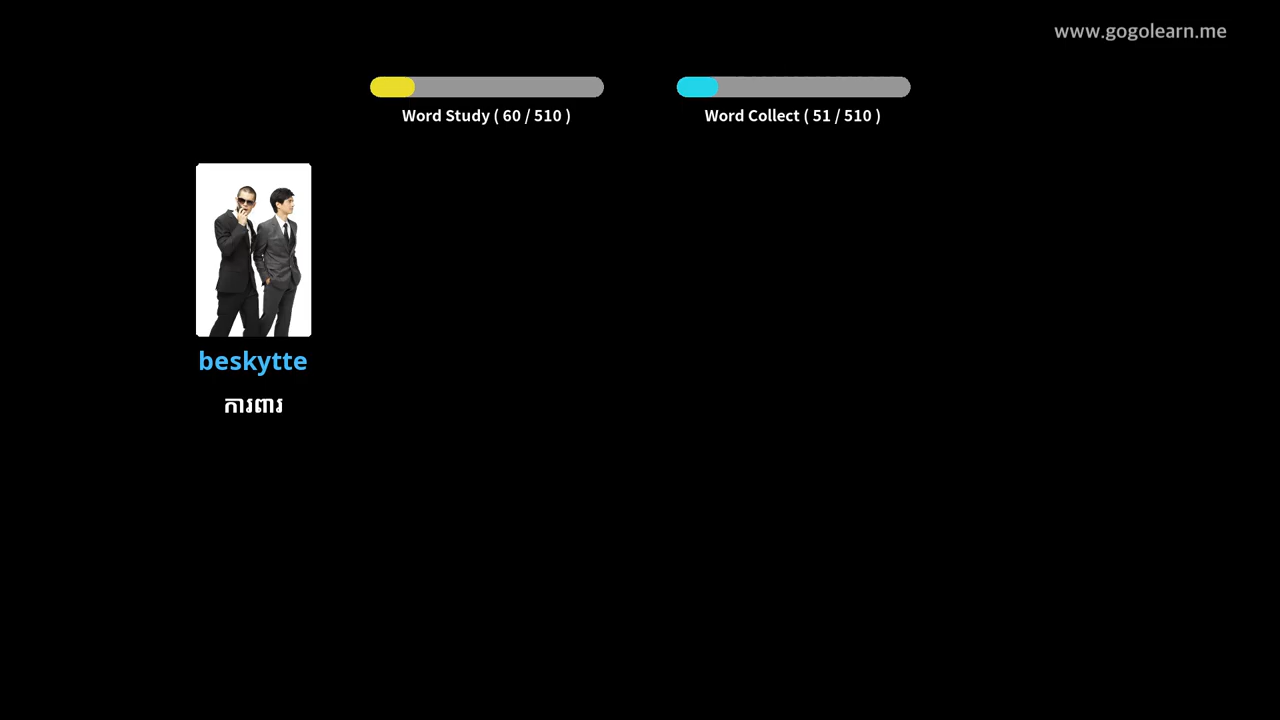 www.gogolearn.me
Word Study ( 60 / 510 )
Word Collect ( 51 / 510 )
beskytte
ការពារ